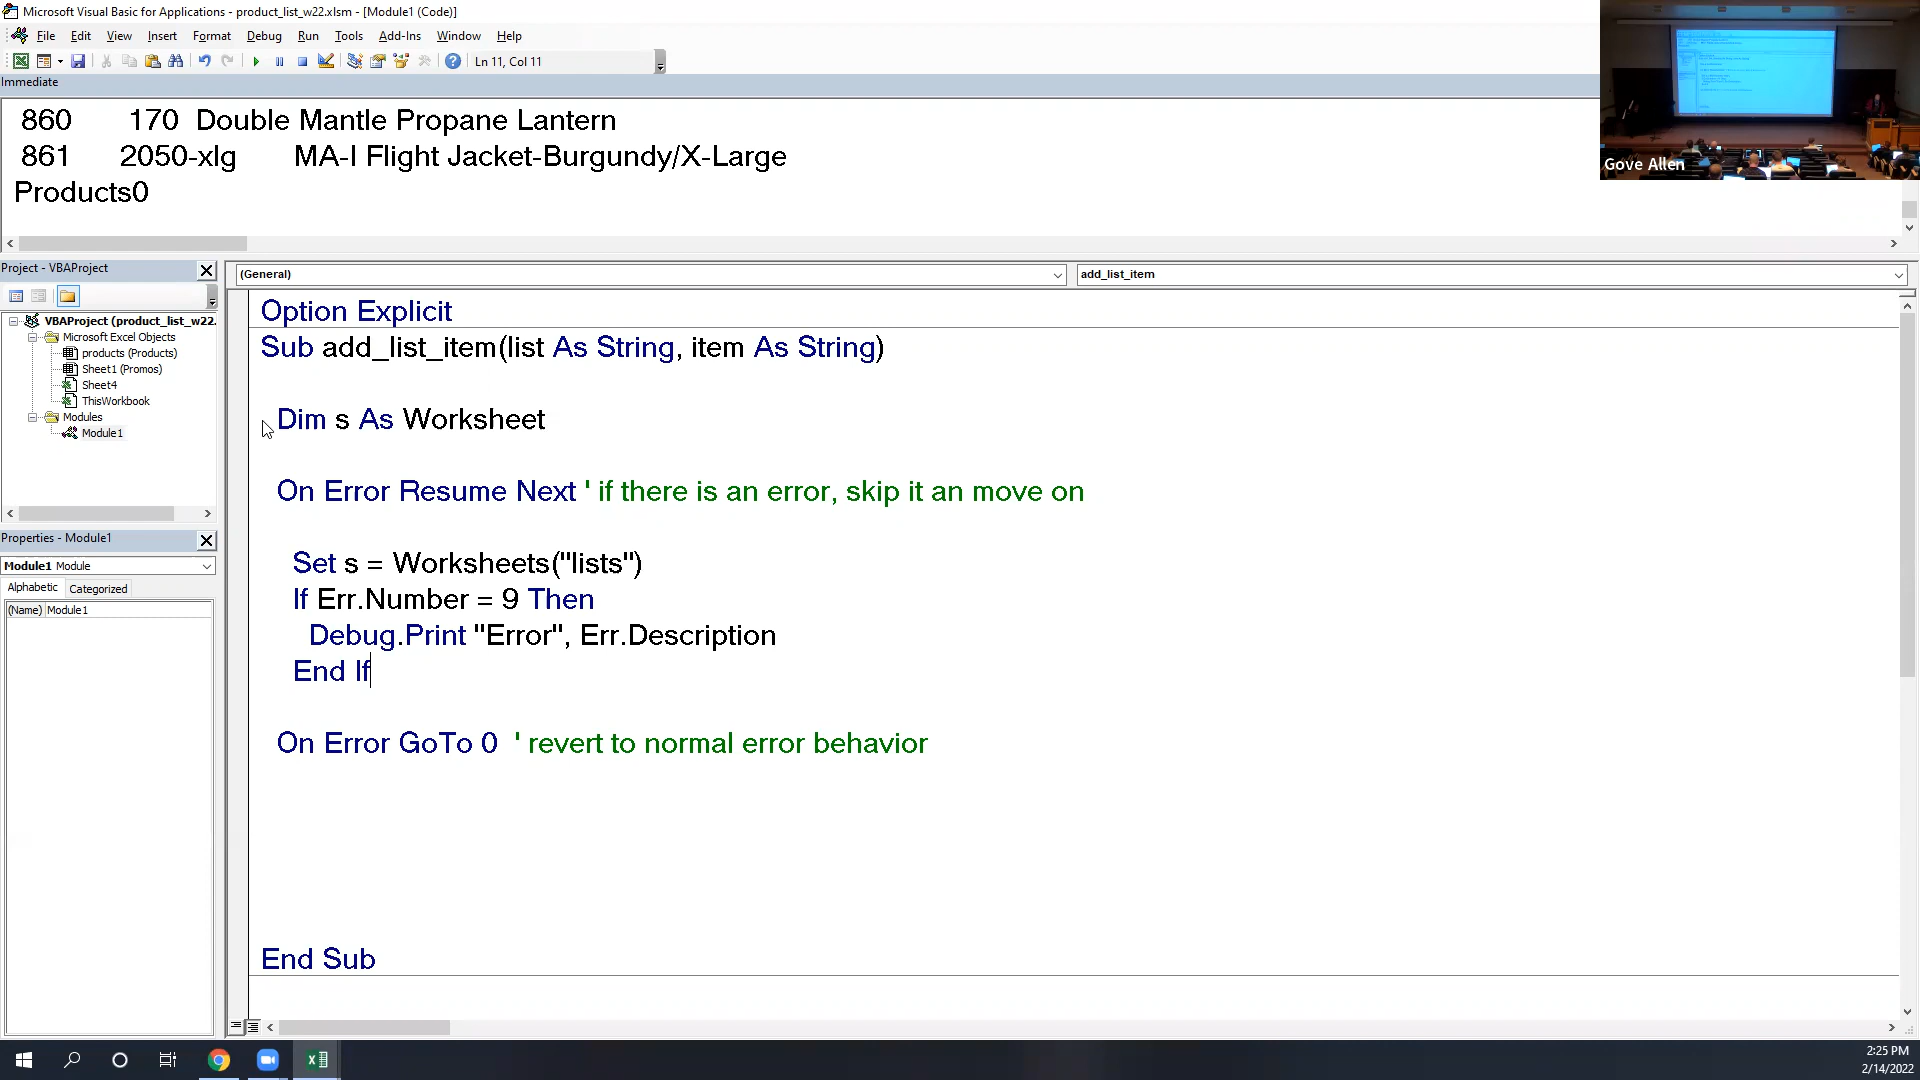 Microsoft Visual Basic for Applications - product_list_w22.xlsm - [Module1 (Code)]
File Edit View Insert Format Debug Run Tools Add-Ins Window Help
Ln 11, Col 11
Immediate
860 170 Double Mantle Propane Lantern
861 2050-xlg MA-I Flight Jacket-Burgundy/X-Large
Products0
Gove Allen
Project - VBAProject
VBAProject (product_list_w22.
Microsoft Excel Objects
products (Products)
Sheet1 (Promos)
Sheet4
ThisWorkbook
Modules
Module1
Properties - Module1
Module1 Module
Alphabetic Categorized
(Name) Module1
(General) add_list_item
Option Explicit
Sub add_list_item(list As String, item As String)
Dim s As Worksheet
On Error Resume Next ' if there is an error, skip it an move on
Set s = Worksheets("lists")
If Err.Number = 9 Then
Debug.Print "Error", Err.Description
End If
On Error GoTo 0 ' revert to normal error behavior
End Sub
2:25 PM
2/14/2022